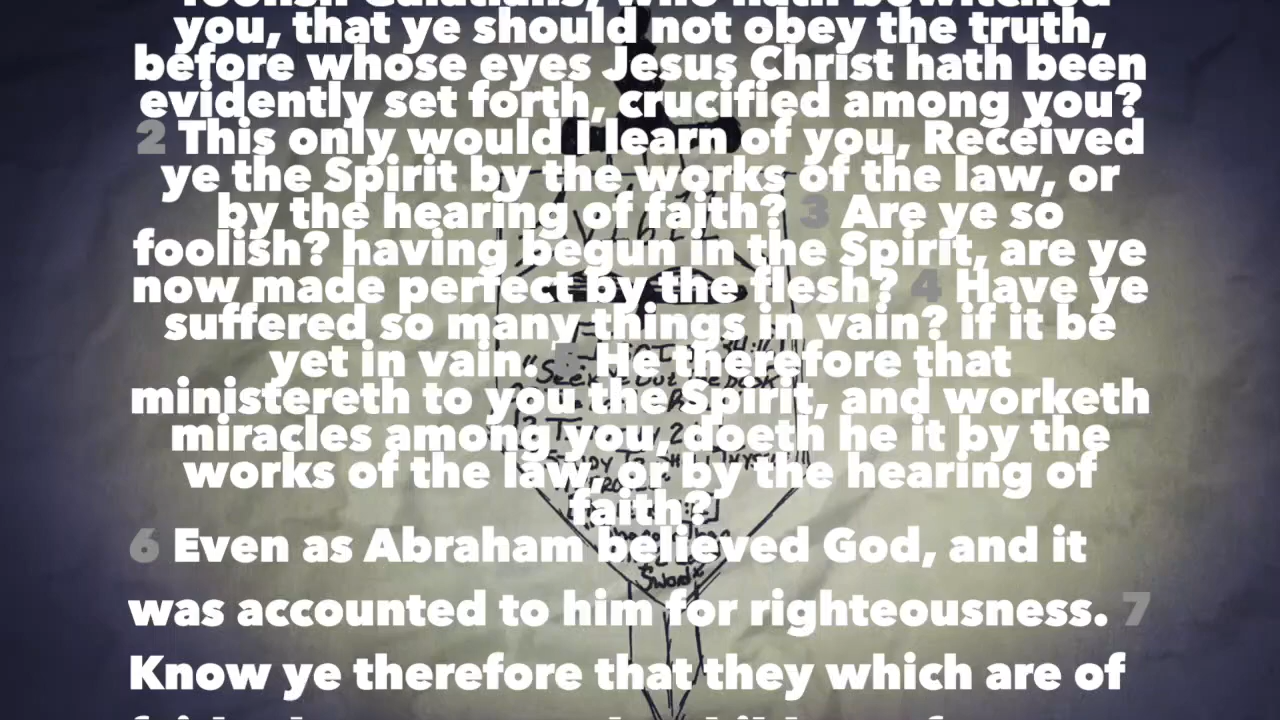 foolish Galatians, who hath bewitched
you, that ye should not obey the truth,
before whose eyes Jesus Christ hath been
evidently set forth, crucified among you?
2 This only would I learn of you, Received
ye the Spirit by the works of the law, or
by the hearing of faith? 3 Are ye so
foolish? having begun in the Spirit, are ye
now made perfect by the flesh? 4 Have ye
suffered so many things in vain? if it be
yet in vain. 5 He therefore that
ministereth to you the Spirit, and worketh
miracles among you, doeth he it by the
works of the law, or by the hearing of
faith?
6 Even as Abraham believed God, and it
was accounted to him for righteousness. 7
Know ye therefore that they which are of
Sword